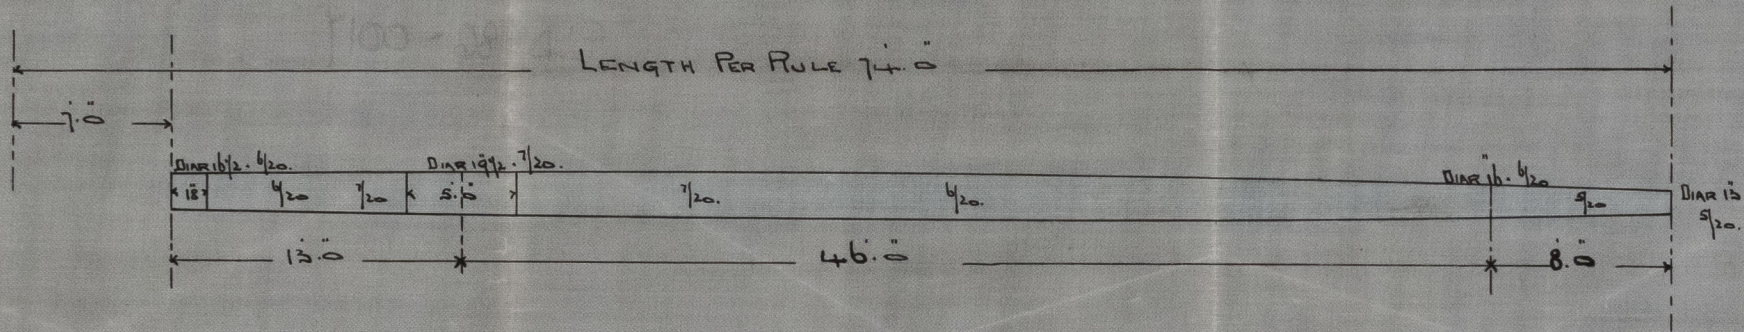 LENGTH PER RULE 74'.0"
7'.0"
DIAR 16½". 6/20.
DIAR 19½". 7/20.
DIAR 16". 6/20
DIAR 13"
5/20.
18"
6/20
7/20
5'.6"
7/20.
6/20.
5/20
13'.0"
46'.0"
8'.0"